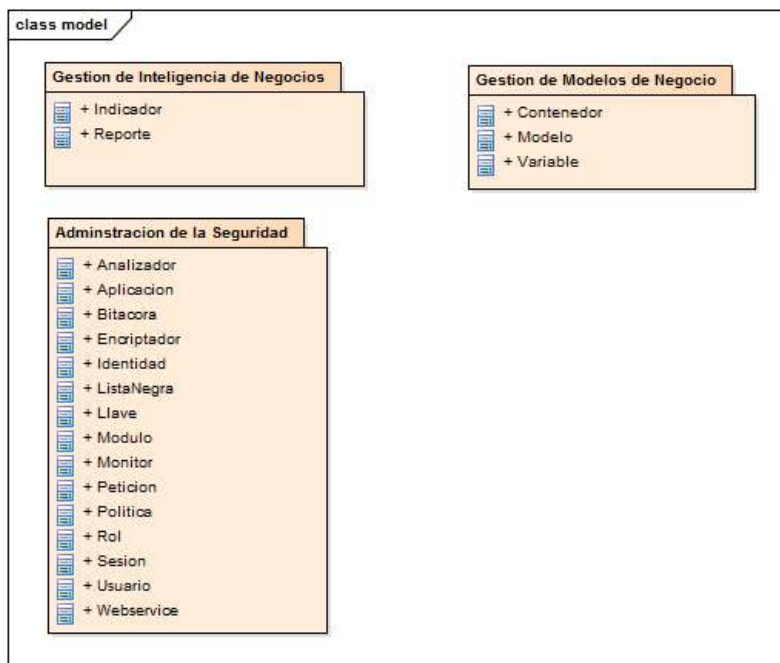 class model
Gestion de Inteligencia de Negocios
+ Indicador
+ Reporte
Gestion de Modelos de Negocio
+ Contenedor
+ Modelo
+ Variable
Adminstracion de la Seguridad
+ Analizador
+ Aplicacion
+ Bitacora
+ Encriptador
+ Identidad
+ ListaNegra
+ Llave
+ Modulo
+ Monitor
+ Peticion
+ Politica
+ Rol
+ Sesion
+ Usuario
+ Webservice